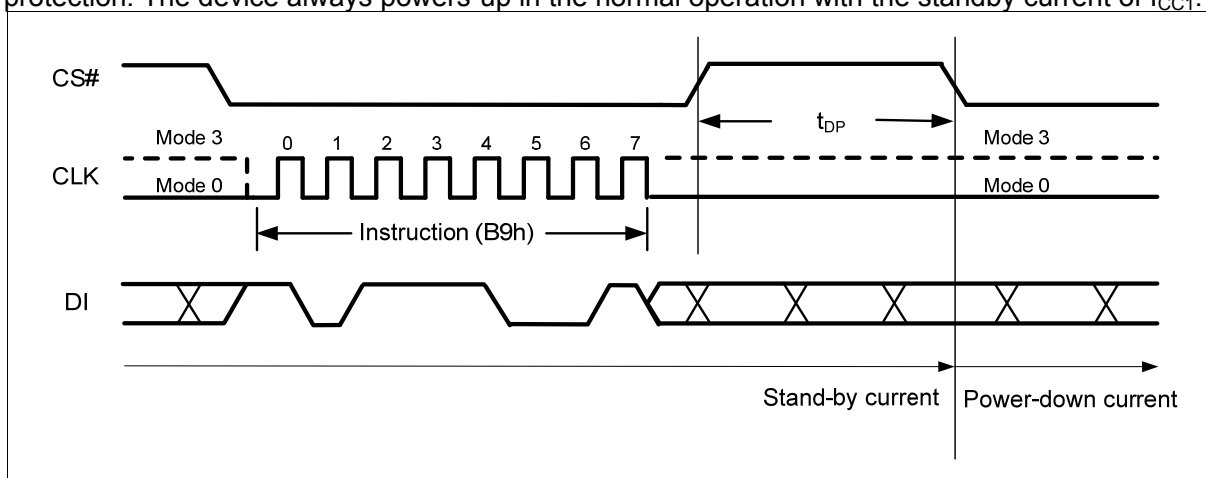 protection. The device always powers-up in the normal operation with the standby current of ICC1.
CS#
tDP
Mode 3
0 1 2 3 4 5 6 7
Mode 3
CLK
Mode 0
Mode 0
Instruction (B9h)
DI
Stand-by current
Power-down current